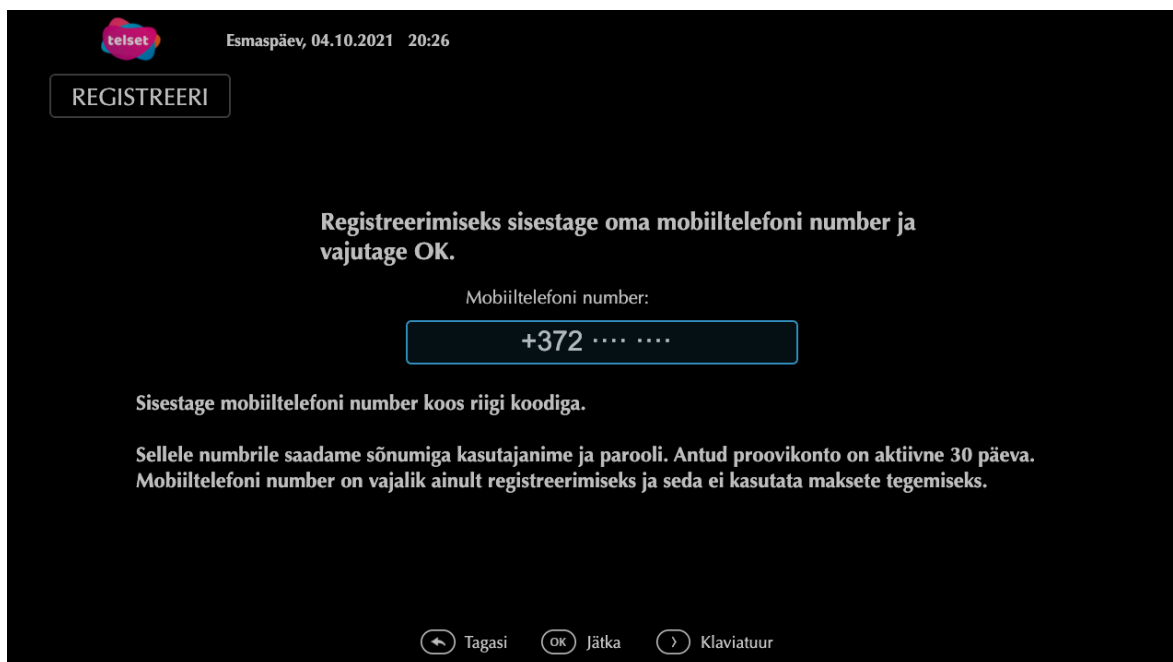 telset
Esmaspäev, 04.10.2021 20:26
REGISTREERI
Registreerimiseks sisestage oma mobiiltelefoni number ja
vajutage OK.
Mobiiltelefoni number:
+372 ···· ····
Sisestage mobiiltelefoni number koos riigi koodiga.
Sellele numbrile saadame sõnumiga kasutajanime ja parooli. Antud proovikonto on aktiivne 30 päeva.
Mobiiltelefoni number on vajalik ainult registreerimiseks ja seda ei kasutata maksete tegemiseks.
Tagasi OK Jätka Klaviatuur